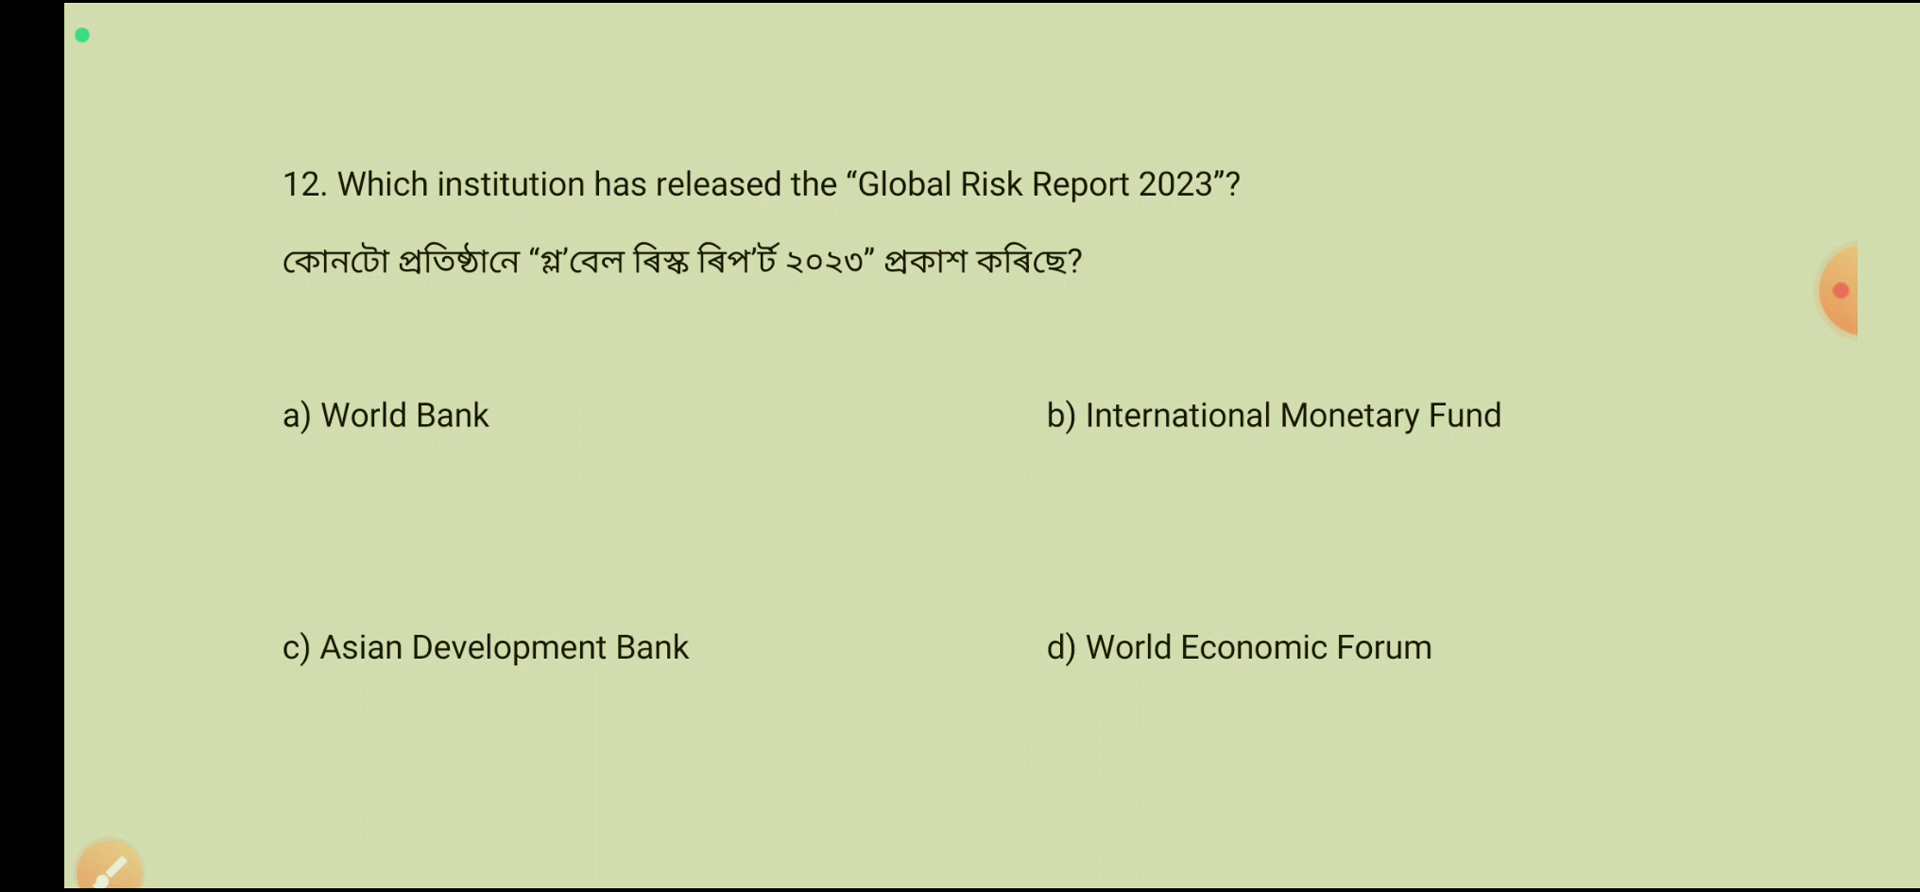 12. Which institution has released the “Global Risk Report 2023”?
কোনটো প্ৰতিষ্ঠানে “গ্ল’বেল ৰিস্ক ৰিপ’ৰ্ট ২০২৩” প্ৰকাশ কৰিছে?
a) World Bank
b) International Monetary Fund
c) Asian Development Bank
d) World Economic Forum